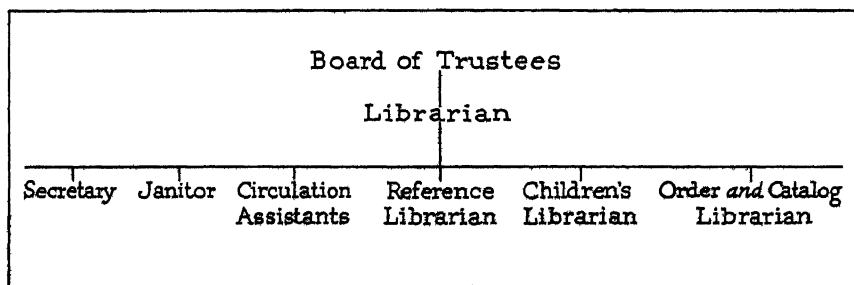 Board of Trustees
Librarian
Secretary Janitor Circulation Reference Children's Order and Catalog
Assistants Librarian Librarian Librarian